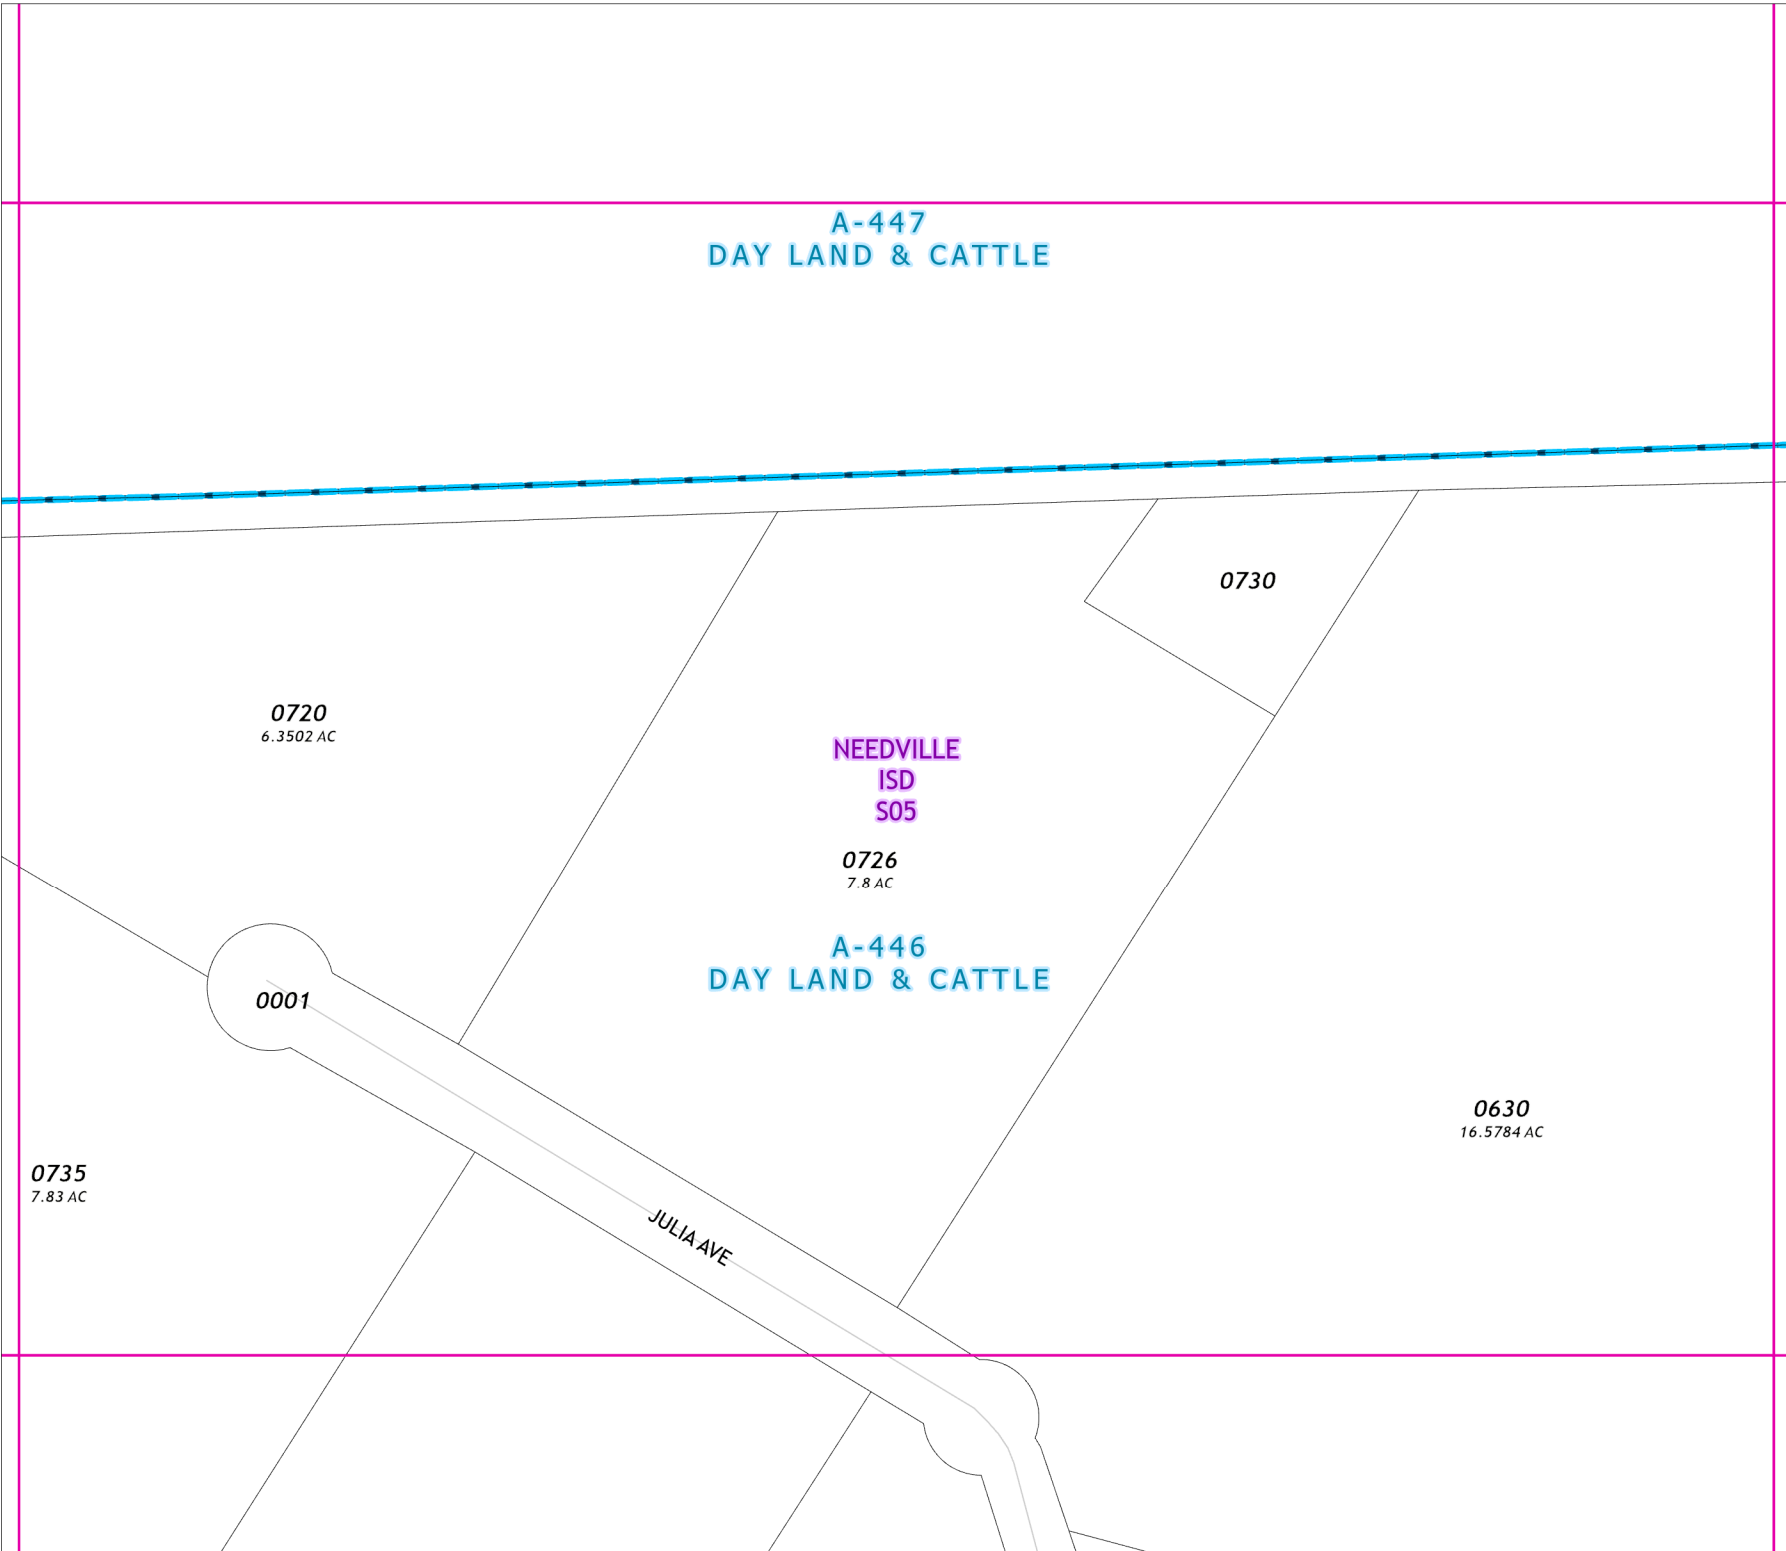 A-447
DAY LAND & CATTLE
0730
0720
6.3502 AC
NEEDVILLE
ISD
S05
0726
7.8 AC
A-446
DAY LAND & CATTLE
0001
0630
16.5784 AC
0735
7.83 AC
JULIA AVE